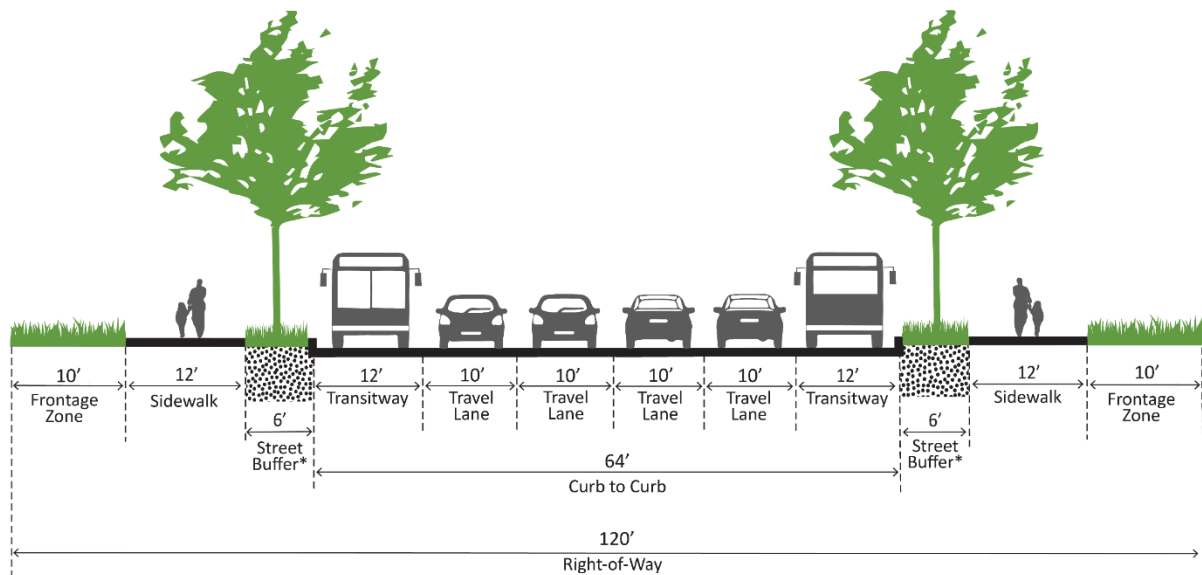 10’
Frontage
Zone
12’
Sidewalk
6’
Street
Buffer*
12’
Transitway
10’
Travel
Lane
10’
Travel
Lane
10’
Travel
Lane
10’
Travel
Lane
12’
Transitway
6’
Street
Buffer*
12’
Sidewalk
10’
Frontage
Zone
64’
Curb to Curb
120’
Right-of-Way